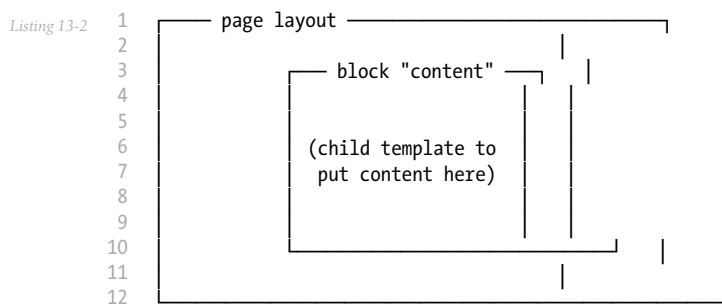 Listing 13-2
1 page layout
2
3 block "content"
4
5
6 (child template to
7 put content here)
8
9
10
11
12